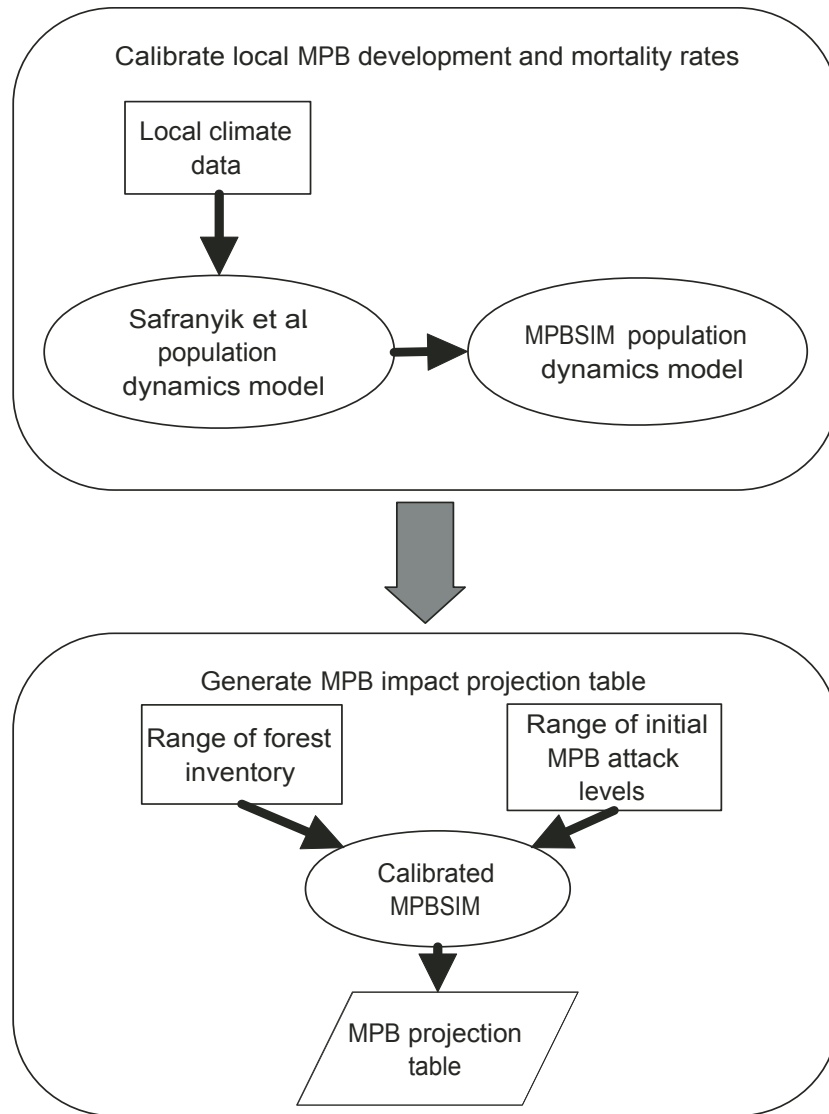 Calibrate local MPB development and mortality rates
Local climate
data
Safranyik et al.
population
dynamics model
MPBSIM population
dynamics model
Generate MPB impact projection table
Range of forest
inventory
Range of initial
MPB attack
levels
Calibrated
MPBSIM
MPB projection
table